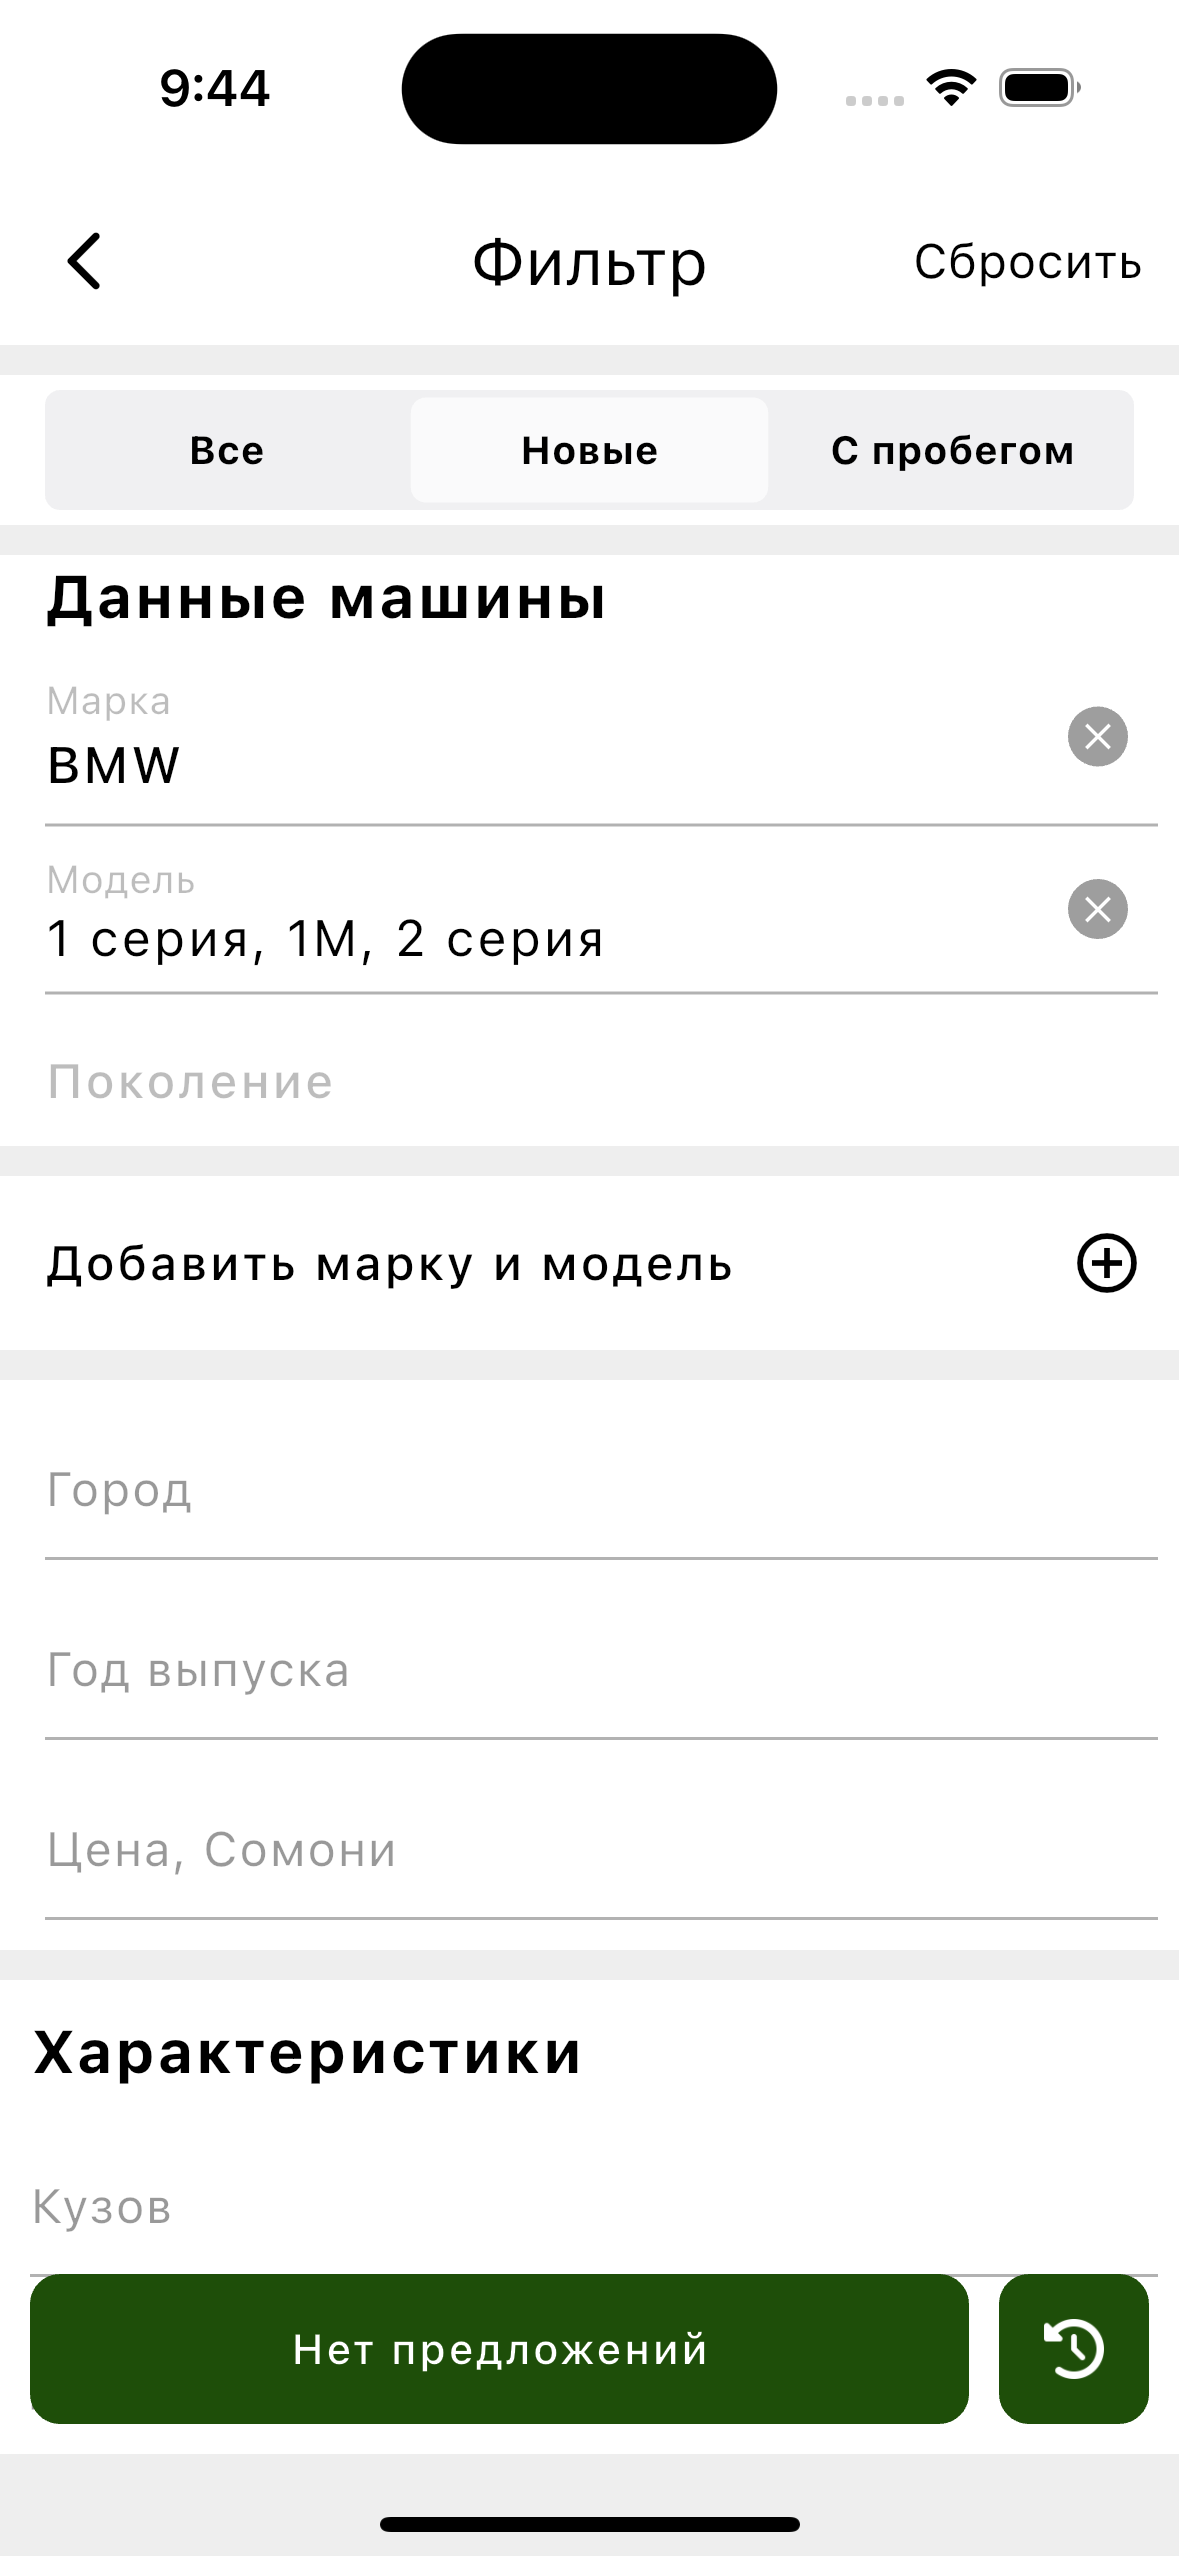 9:44
Фильтр
Сбросить
Все
Новые
С пробегом
Данные машины
Марка
BMW
Модель
1 серия, 1M, 2 серия
Поколение
Добавить марку и модель
Город
Год выпуска
Цена, Сомони
Характеристики
Кузов
Нет предложений